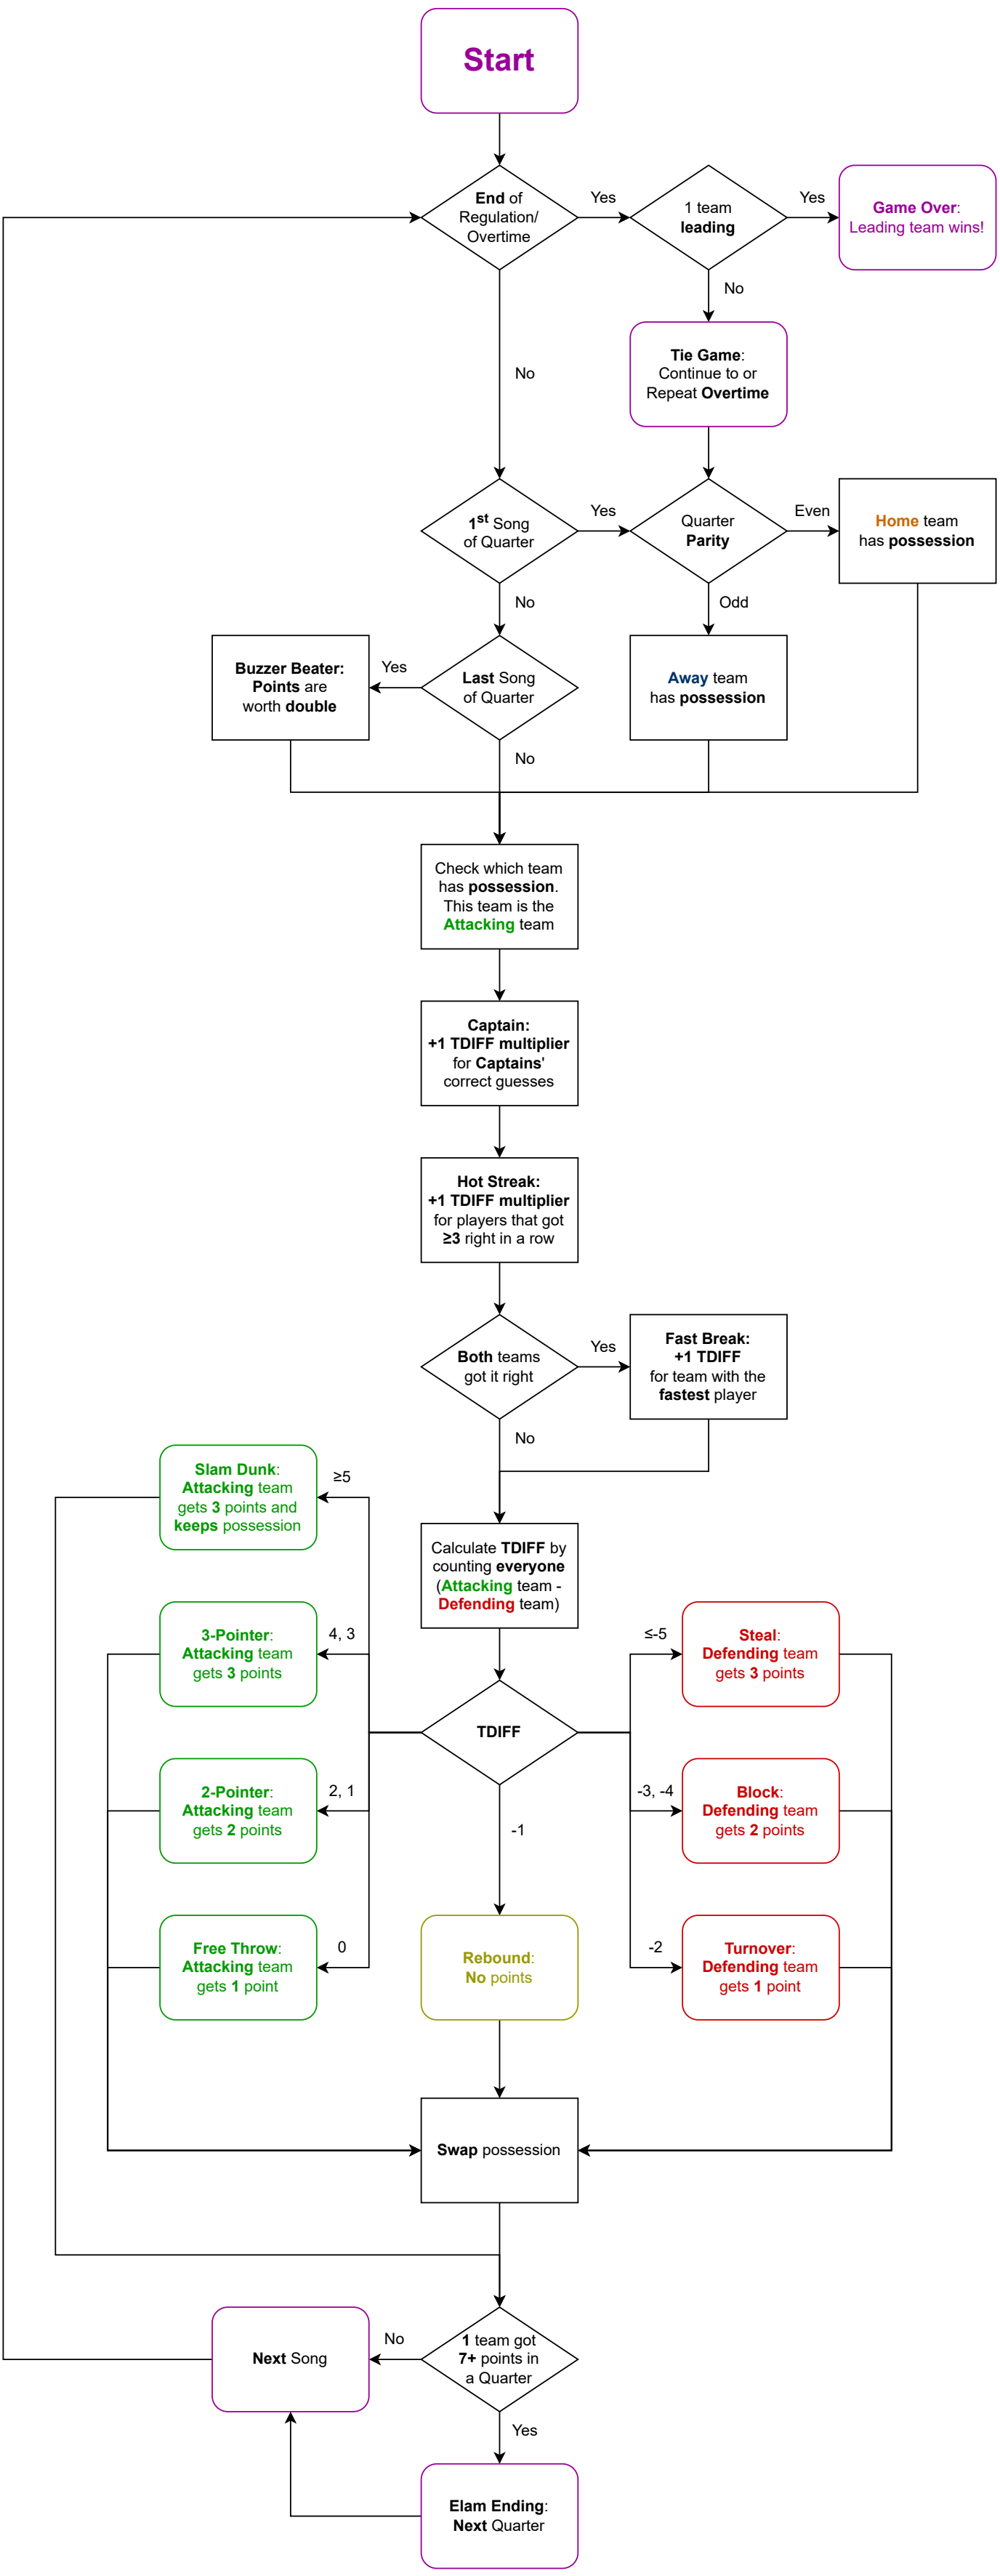 Start
End of
Regulation/
Overtime
Yes
1 team
leading
Yes
Game Over:
Leading team wins!
No
No
Tie Game:
Continue to or
Repeat Overtime
1st Song
of Quarter
Yes
Quarter
Parity
Even
Home team
has possession
No
Odd
Buzzer Beater:
Points are
worth double
Yes
Last Song
of Quarter
Away team
has possession
No
Check which team
has possession.
This team is the
Attacking team
Captain:
+1 TDIFF multiplier
for Captains'
correct guesses
Hot Streak:
+1 TDIFF multiplier
for players that got
≥3 right in a row
Both teams
got it right
Yes
Fast Break:
+1 TDIFF
for team with the
fastest player
No
Slam Dunk:
Attacking team
gets 3 points and
keeps possession
≥5
Calculate TDIFF by
counting everyone
(Attacking team -
Defending team)
3-Pointer:
Attacking team
gets 3 points
4, 3
≤-5
Steal:
Defending team
gets 3 points
TDIFF
2-Pointer:
Attacking team
gets 2 points
2, 1
-1
-3, -4
Block:
Defending team
gets 2 points
Free Throw:
Attacking team
gets 1 point
0
Rebound:
No points
-2
Turnover:
Defending team
gets 1 point
Swap possession
Next Song
No
1 team got
7+ points in
a Quarter
Yes
Elam Ending:
Next Quarter